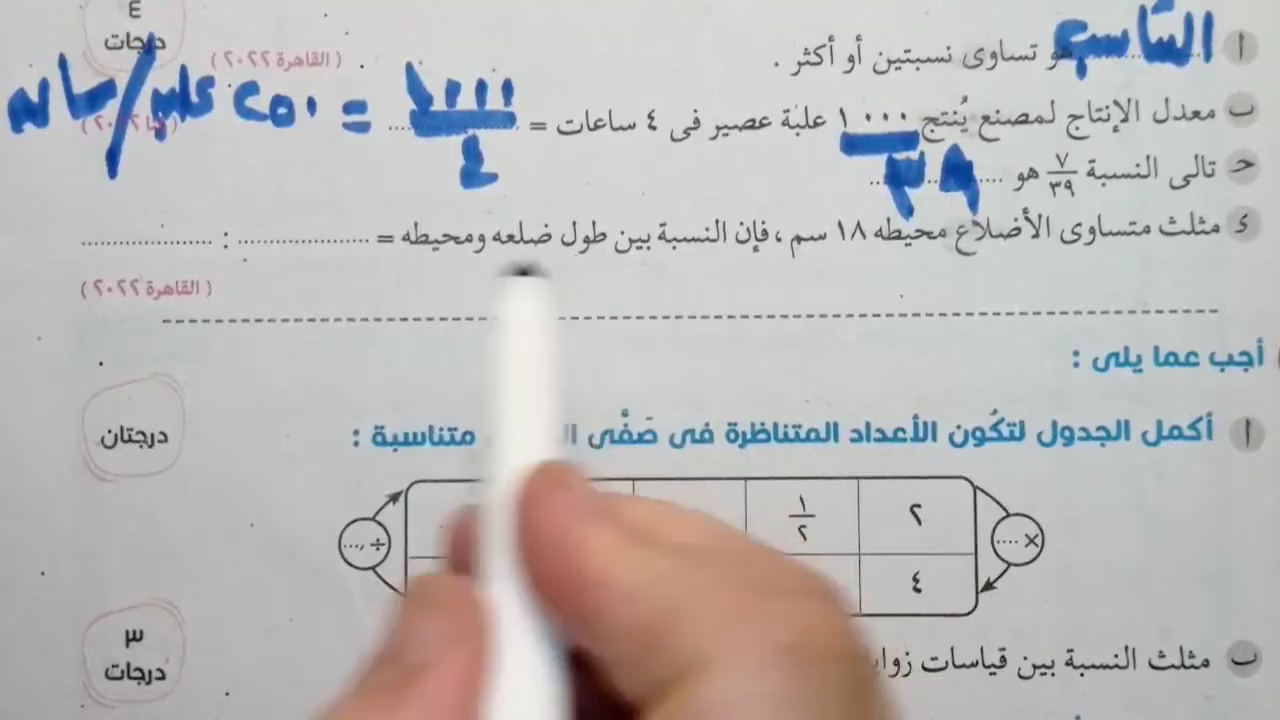 ٤
درجات
أ التناسب هو تساوى نسبتين أو أكثر .
( القاهرة ٢٠٢٢ )
ب معدل الإنتاج لمصنع يُنتج ١٠٠٠ علبة عصير فى ٤ ساعات = ١٠٠٠/٤ = ٢٥٠ علبة/ساعة
حـ تالى النسبة ٧/٣٩ هو ٣٩
ء مثلث متساوى الأضلاع محيطه ١٨ سم ، فإن النسبة بين طول ضلعه ومحيطه = .................... : ....................
( القاهرة ٢٠٢٢ )
أجب عما يلى :
أ أكمل الجدول لتكُون الأعداد المتناظرة فى صَفَّى متناسبة :
درجتان
٢ ١/٢
× .... ÷ ....
٤
ب مثلث النسبة بين قياسات
٣
درجات